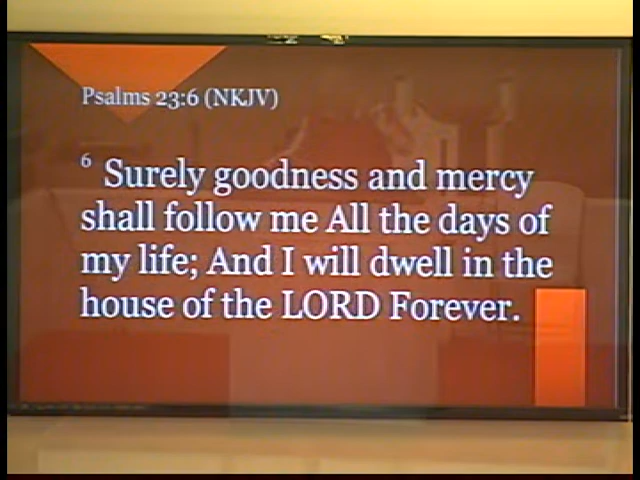 Psalms 23:6 (NKJV)
6 Surely goodness and mercy
shall follow me All the days of
my life; And I will dwell in the
house of the LORD Forever.